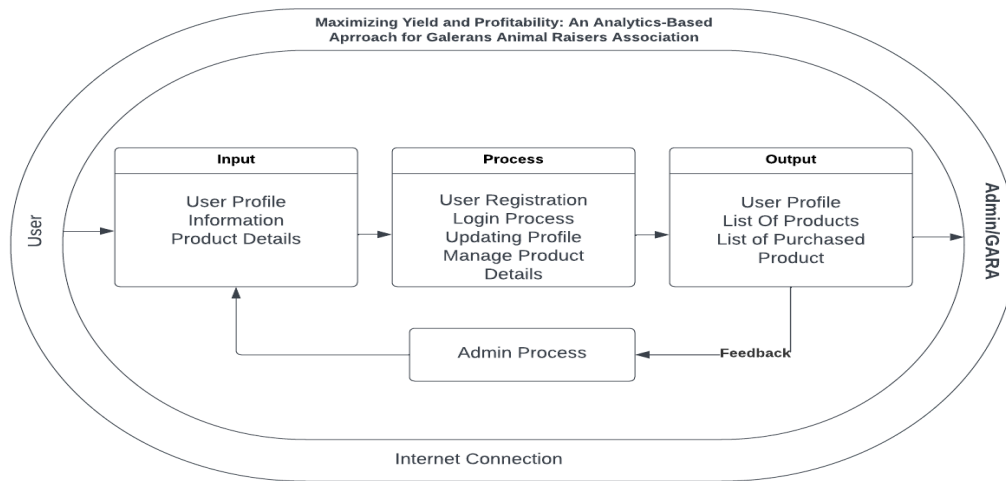 Maximizing Yield and Profitability: An Analytics-Based
Aprroach for Galerans Animal Raisers Association
User
Input
User Profile
Information
Product Details
Process
User Registration
Login Process
Updating Profile
Manage Product
Details
Output
User Profile
List Of Products
List of Purchased
Product
Admin/GARA
Admin Process
Feedback
Internet Connection